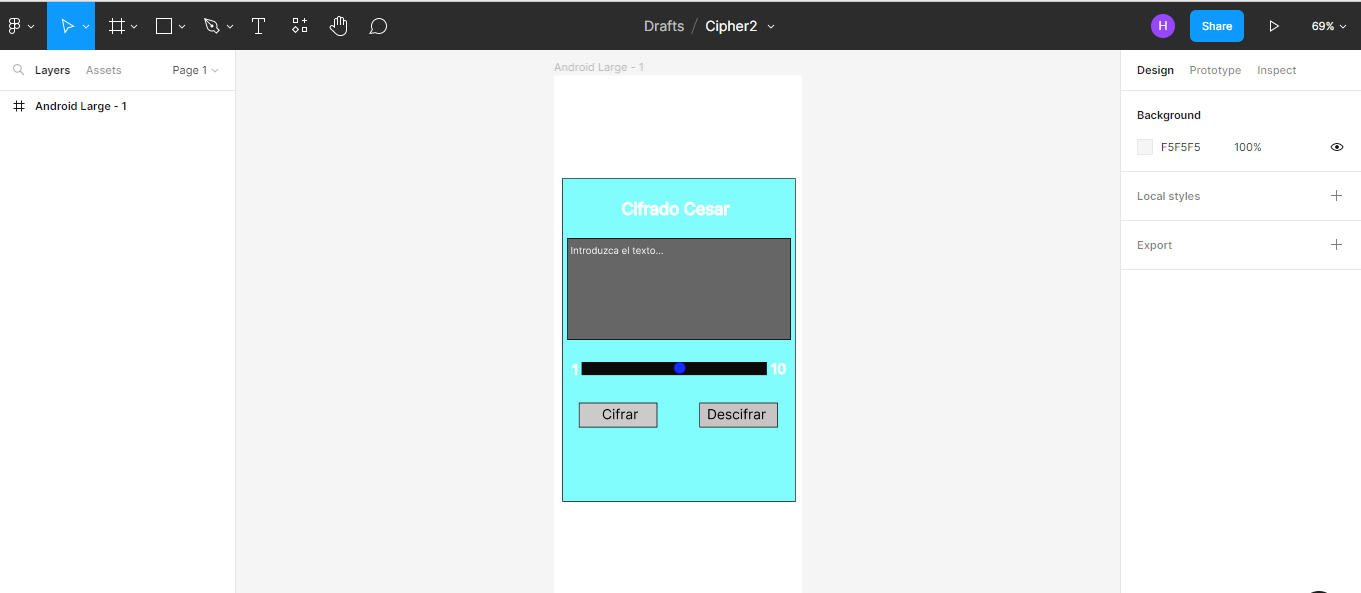 Drafts / Cipher2
H
Share
69%
Layers Assets Page 1
Android Large - 1
Android Large - 1
Cifrado Cesar
Introduzca el texto...
1 10
Cifrar Descifrar
Design Prototype Inspect
Background
F5F5F5 100%
Local styles
Export